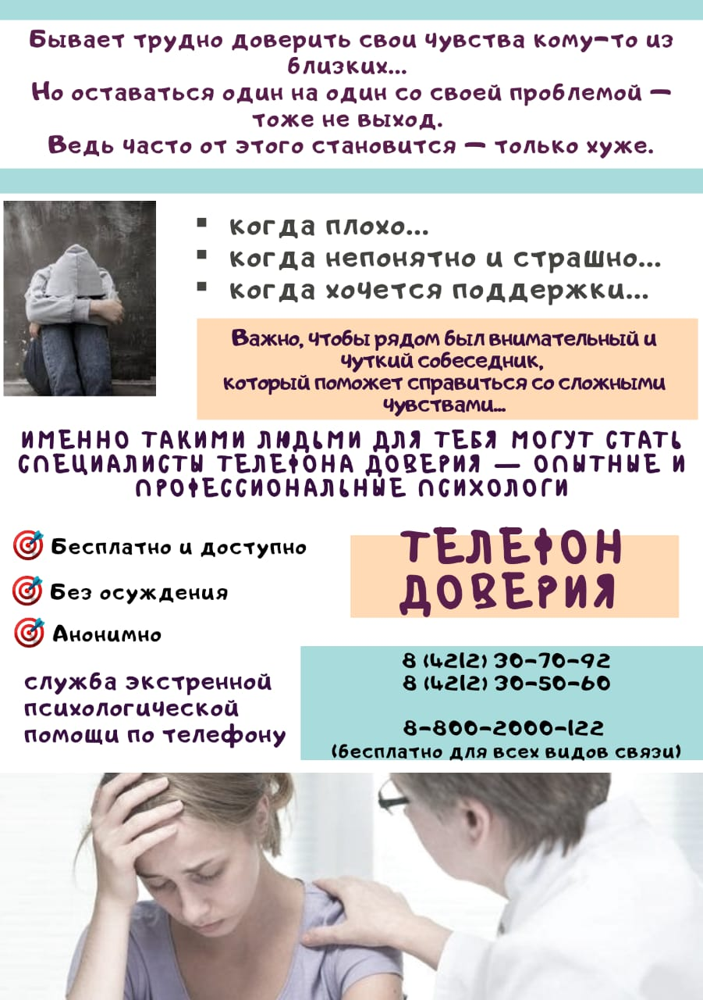 Бывает трудно доверить свои чувства кому-то из
близких...
Но оставаться один на один со своей проблемой —
тоже не выход.
Ведь часто от этого становится — только хуже.
▪ когда плохо...
▪ когда непонятно и страшно...
▪ когда хочется поддержки...
Важно, чтобы рядом был внимательный и
чуткий собеседник,
который поможет справиться со сложными
чувствами...
ИМЕННО ТАКИМИ ЛЮДЬМИ ДЛЯ ТЕБЯ МОГУТ СТАТЬ
СПЕЦИАЛИСТЫ ТЕЛЕФОНА ДОВЕРИЯ — ОПЫТНЫЕ И
ПРОФЕССИОНАЛЬНЫЕ ПСИХОЛОГИ
Бесплатно и доступно
Без осуждения
Анонимно
служба экстренной
психологической
помощи по телефону
ТЕЛЕФОН
ДОВЕРИЯ
8 (4212) 30-70-92
8 (4212) 30-50-60
8-800-2000-122
(бесплатно для всех видов связи)